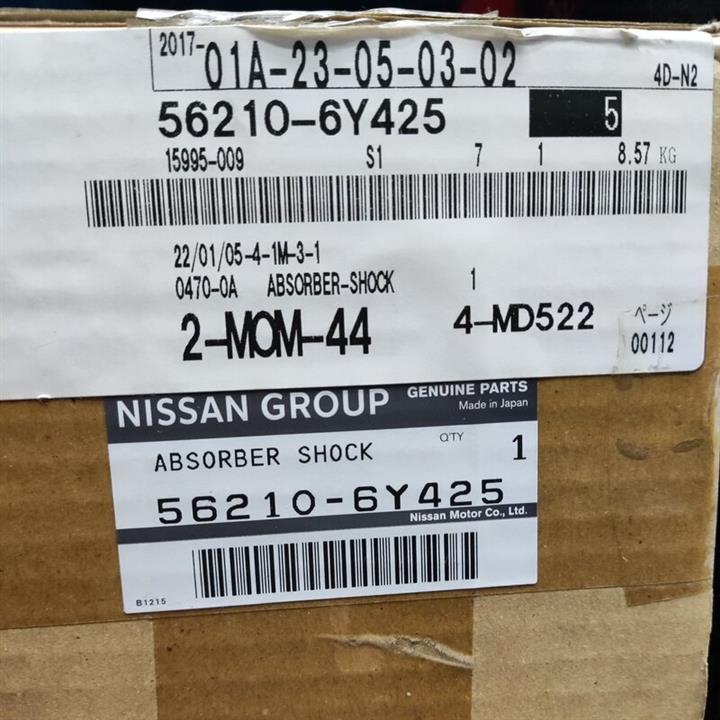 2017-01A-23-05-03-02 4D-N2
56210-6Y425 5
15995-009 S1 7 1 8.57 KG
22/01/05-4-1M-3-1
0470-0A ABSORBER-SHOCK 1
2-MOM-44 4-MD522 ページ
00112
NISSAN GROUP GENUINE PARTS
Made in Japan
ABSORBER SHOCK Q'TY 1
56210-6Y425
Nissan Motor Co., Ltd.
B1215